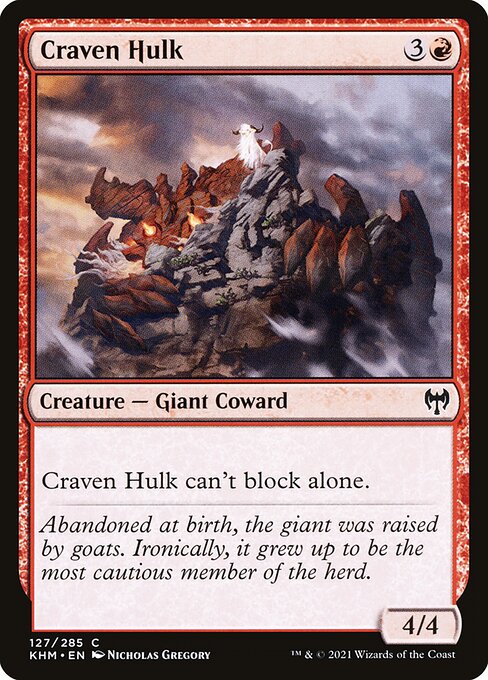 Craven Hulk 3
Creature — Giant Coward
Craven Hulk can't block alone.
Abandoned at birth, the giant was raised
by goats. Ironically, it grew up to be the
most cautious member of the herd.
4/4
127/285 C
KHM • EN Nicholas Gregory
™ & © 2021 Wizards of the Coast